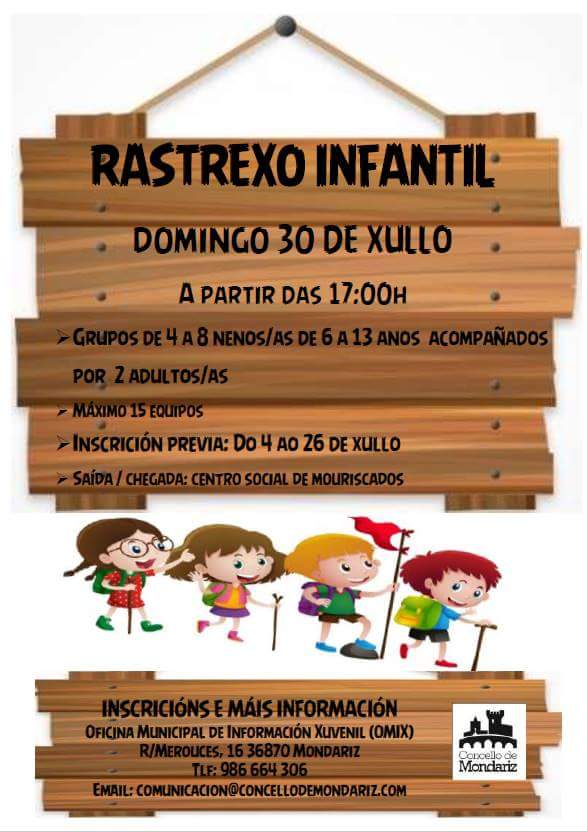 RASTREXO INFANTIL
DOMINGO 30 DE XULLO
A PARTIR DAS 17:00H
➢GRUPOS DE 4 A 8 NENOS/AS DE 6 A 13 ANOS ACOMPAÑADOS
POR 2 ADULTOS/AS
➢ MÁXIMO 15 EQUIPOS
➢INSCRICIÓN PREVIA: DO 4 AO 26 DE XULLO
➢ SAÍDA / CHEGADA: CENTRO SOCIAL DE MOURISCADOS
INSCRICIÓNS E MÁIS INFORMACIÓN
OFICINA MUNICIPAL DE INFORMACIÓN XUVENIL (OMIX)
R/MEROUCES, 16 36870 MONDARIZ
TLF: 986 664 306
EMAIL: COMUNICACION@CONCELLODEMONDARIZ.COM
Concello de
Mondariz